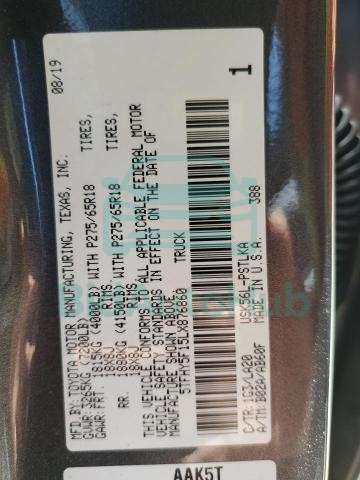 MFD BY:TOYOTA MOTOR MANUFACTURING, TEXAS, INC. 08/19
GVWR: 3265KG (7200LB)
GAWR:FRT. 1815KG (4000LB) WITH P275/65R18 TIRES,
18X8J RIMS.
RR. 1880KG (4150LB) WITH P275/65R18 TIRES,
18X8J RIMS.
THIS VEHICLE CONFORMS TO ALL APPLICABLE FEDERAL MOTOR
VEHICLE SAFETY STANDARDS IN EFFECT ON THE DATE OF
MANUFACTURE SHOWN ABOVE.
5TFHY5F15LX876860 TRUCK
1
USK56L-PSTLKA
C/TR:1G3/LA20 388
A/TM:B02A/AB60F MADE IN U.S.A.
AAK5T